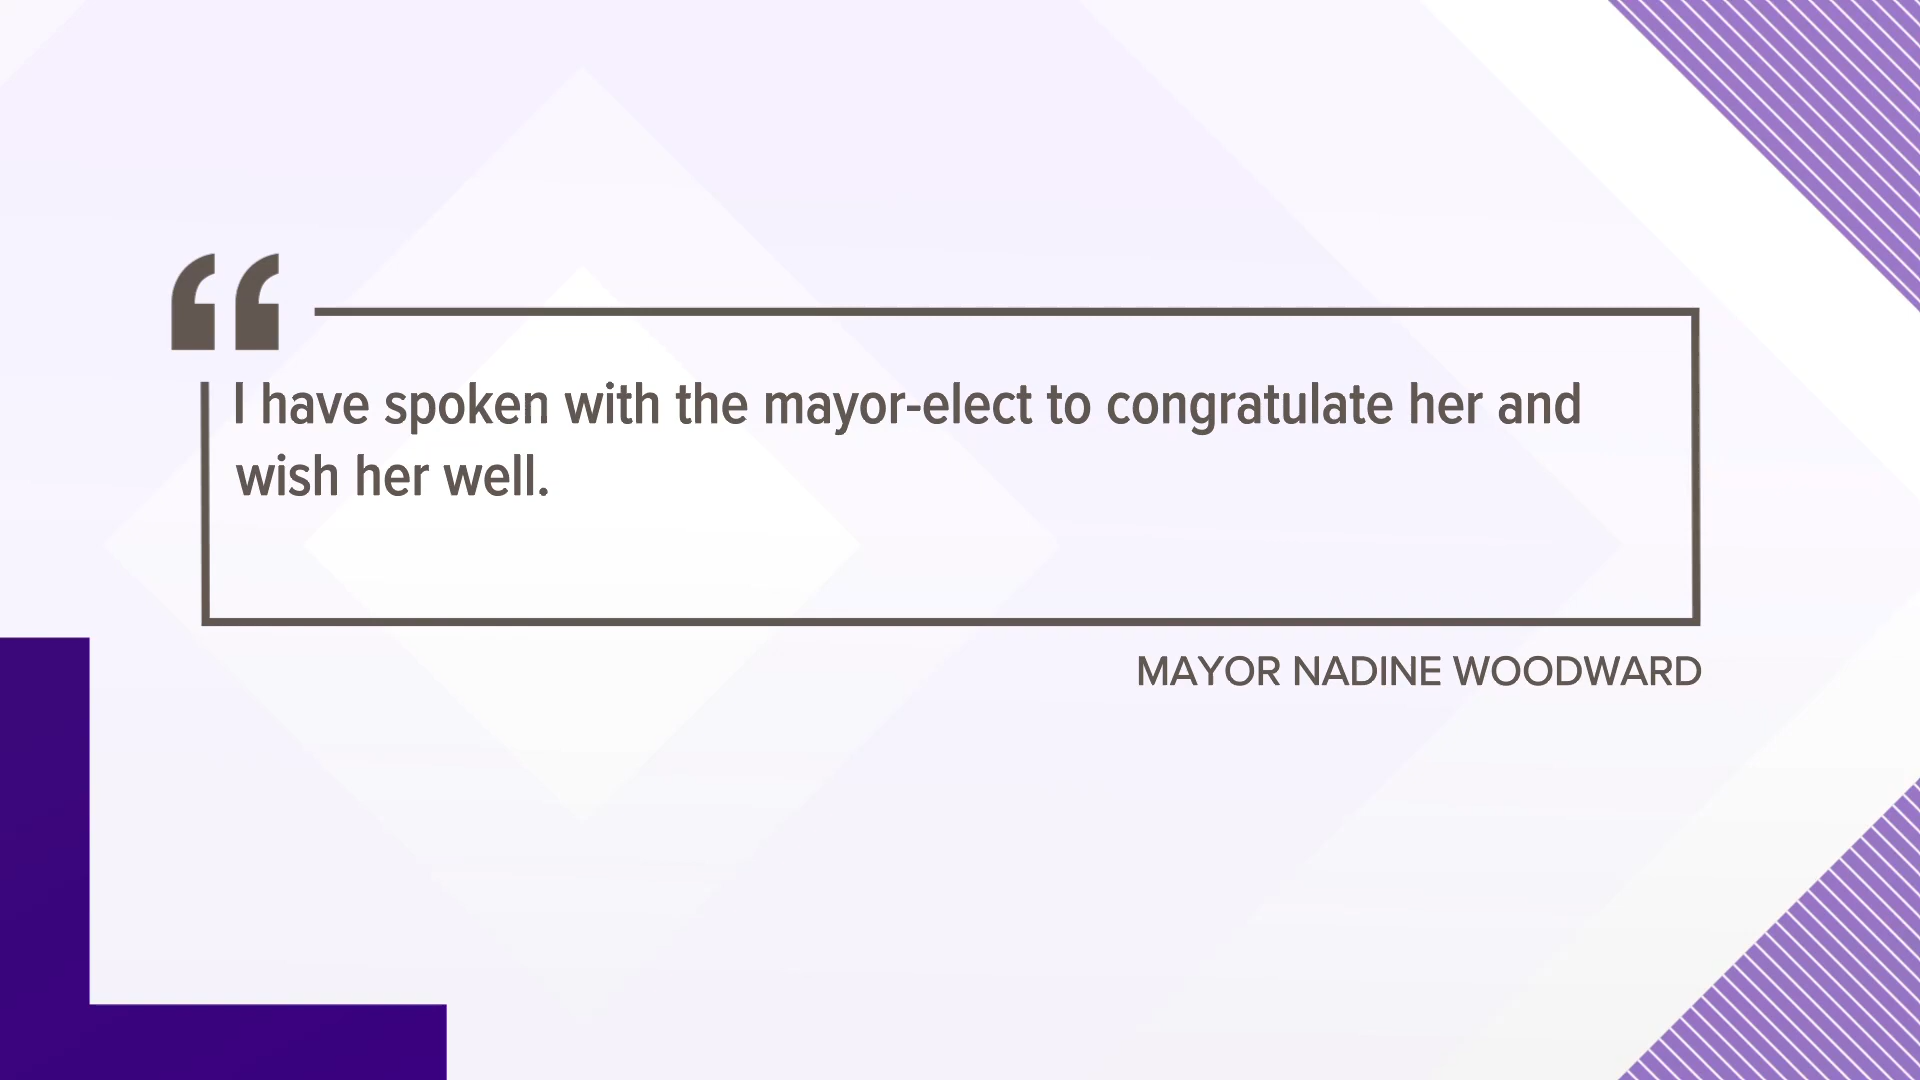 “
I have spoken with the mayor-elect to congratulate her and
wish her well.
MAYOR NADINE WOODWARD